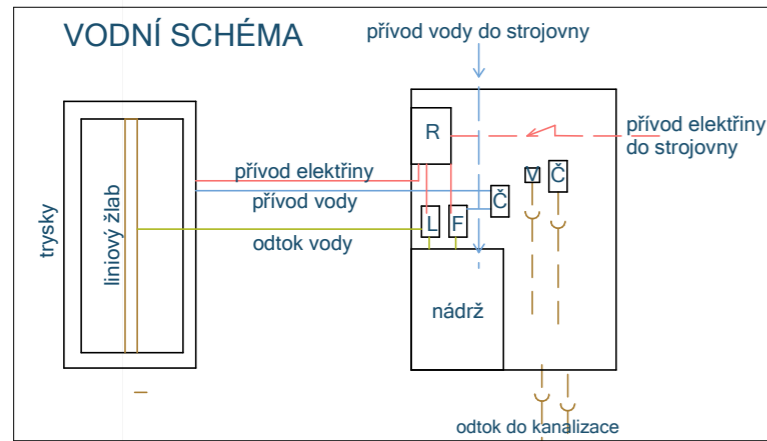 VODNÍ SCHÉMA
přívod vody do strojovny
R
přívod elektřiny
do strojovny
přívod elektřiny
V
Č
Č
přívod vody
L
F
odtok vody
trysky
liniový žlab
nádrž
odtok do kanalizace